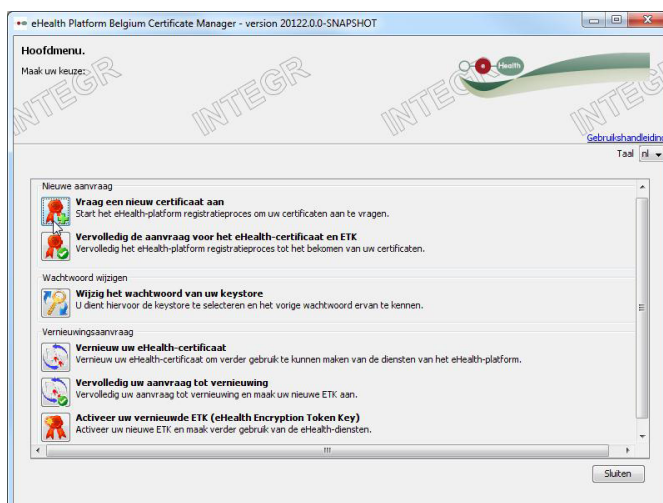 eHealth Platform Belgium Certificate Manager - version 20122.0.0-SNAPSHOT
Hoofdmenu.
Maak uw keuze:
Health
INTEGR INTEGR INTEGR INTEGR
Gebruikshandleiding
Taal nl
Nieuwe aanvraag
Vraag een nieuw certificaat aan
Start het eHealth-platform registratieproces om uw certificaten aan te vragen.
Vervolledig de aanvraag voor het eHealth-certificaat en ETK
Vervolledig het eHealth-platform registratieproces tot het bekomen van uw certificaten.
Wachtwoord wijzigen
Wijzig het wachtwoord van uw keystore
U dient hiervoor de keystore te selecteren en het vorige wachtwoord ervan te kennen.
Vernieuwingsaanvraag
Vernieuw uw eHealth-certificaat
Vernieuw uw eHealth-certificaat om verder gebruik te kunnen maken van de diensten van het eHealth-platform.
Vervolledig uw aanvraag tot vernieuwing
Vervolledig uw aanvraag tot vernieuwing en maak uw nieuwe ETK aan.
Activeer uw vernieuwde ETK (eHealth Encryption Token Key)
Activeer uw nieuwe ETK en maak verder gebruik van de eHealth-diensten.
Sluiten